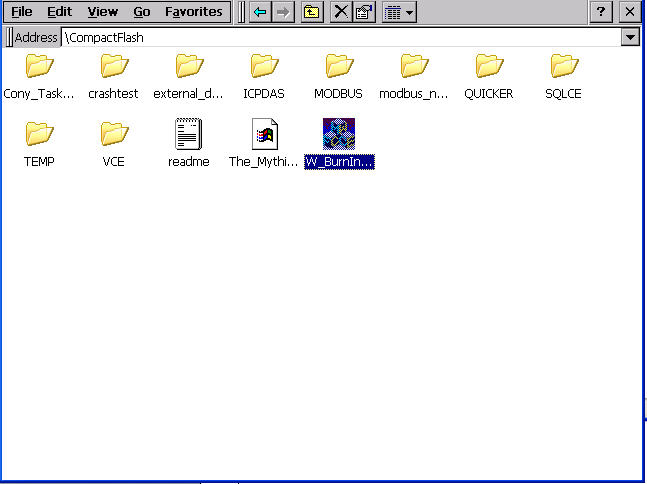 File Edit View Go Favorites ?
Address \CompactFlash
Cony_Task... crashtest external_d... ICPDAS MODBUS modbus_n... QUICKER SQLCE
TEMP VCE readme The_Mythi... W_BurnIn...